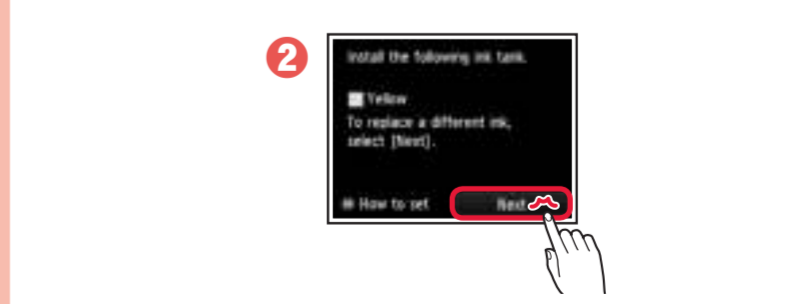 2
Install the following ink tank.
Yellow
To replace a different ink,
select [Next].
How to set
Next